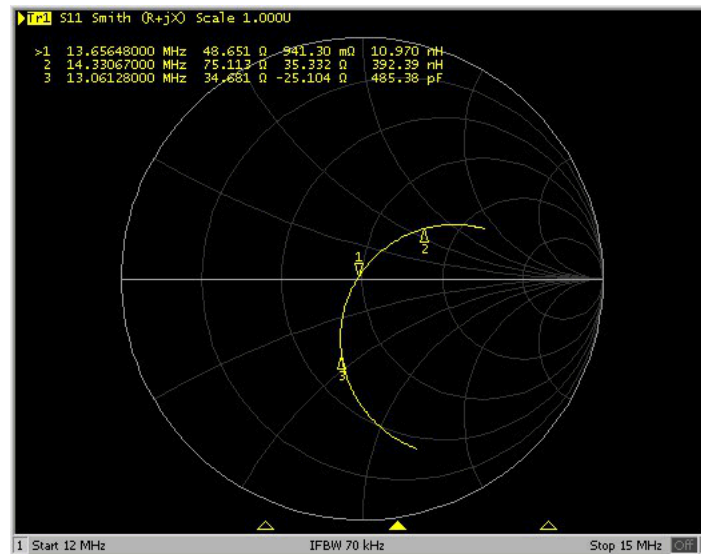 Tr1 S11 Smith (R+jX) Scale 1.000U
>1 13.65648000 MHz 48.651 Ω 941.30 mΩ 10.970 nH
2 14.33067000 MHz 75.113 Ω 35.332 Ω 392.39 nH
3 13.06128000 MHz 34.681 Ω -25.104 Ω 485.38 pF
1
2
3
1 Start 12 MHz IFBW 70 kHz Stop 15 MHz Off